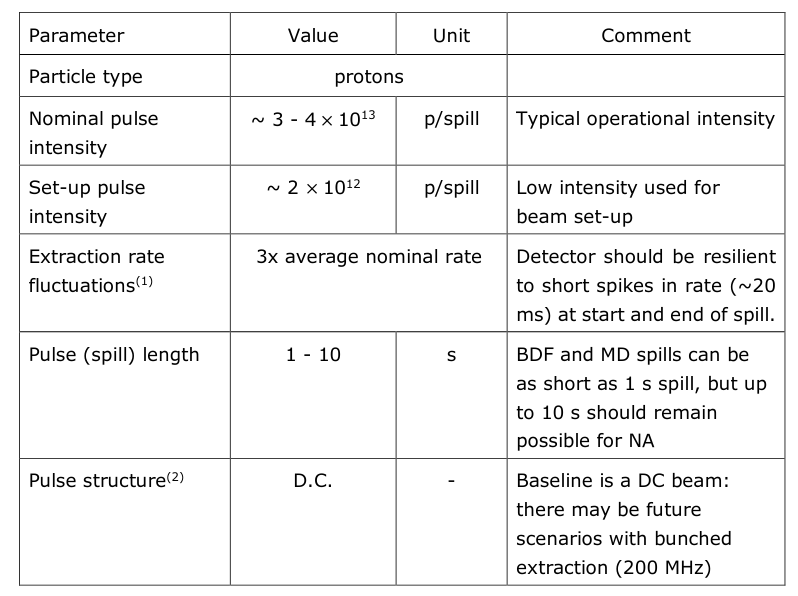 Parameter Value Unit Comment
Particle type protons
Nominal pulse intensity ~ 3 - 4 × 10¹³ p/spill Typical operational intensity
Set-up pulse intensity ~ 2 × 10¹² p/spill Low intensity used for
beam set-up
Extraction rate fluctuations⁽¹⁾ 3x average nominal rate Detector should be resilient
to short spikes in rate (~20
ms) at start and end of spill.
Pulse (spill) length 1 - 10 s BDF and MD spills can be
as short as 1 s spill, but up
to 10 s should remain
possible for NA
Pulse structure⁽²⁾ D.C. - Baseline is a DC beam:
there may be future
scenarios with bunched
extraction (200 MHz)